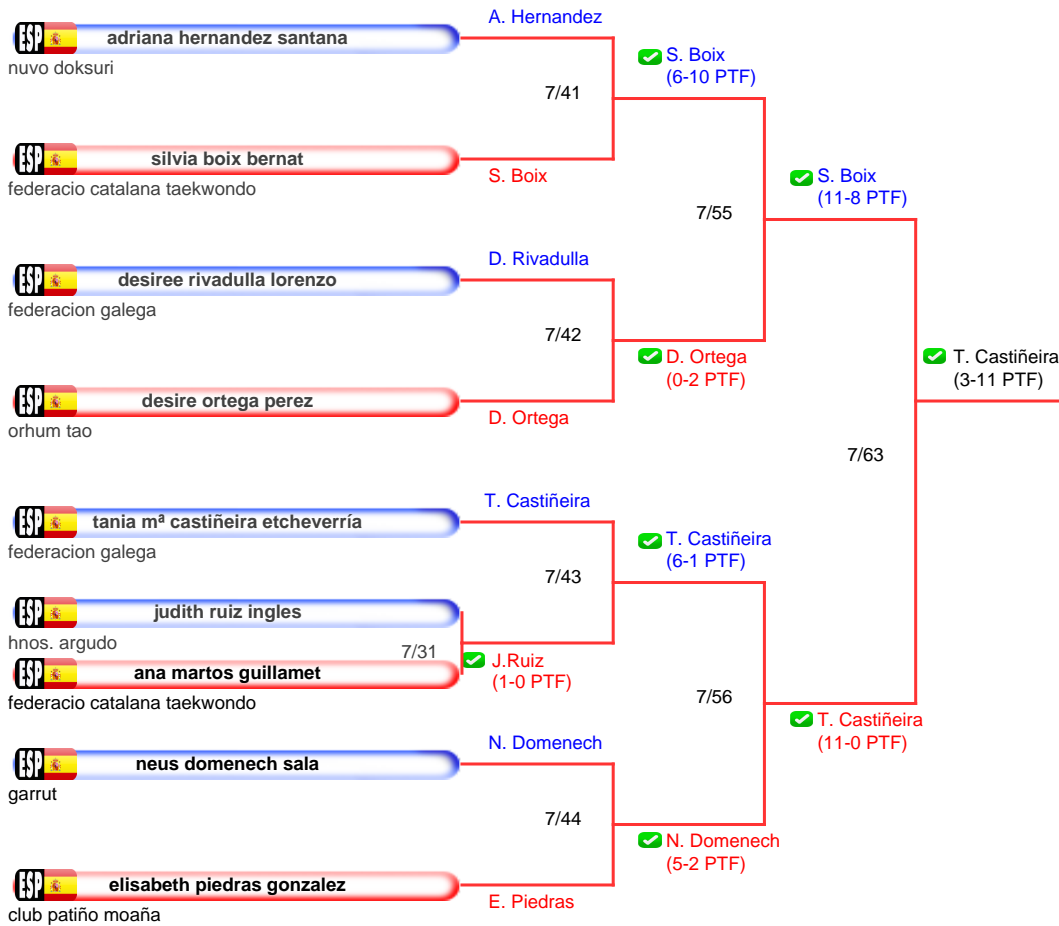 A. Hernandez
ESP adriana hernandez santana
nuvo doksuri
S. Boix
(6-10 PTF)
7/41
ESP silvia boix bernat
federacio catalana taekwondo
S. Boix
S. Boix
(11-8 PTF)
7/55
D. Rivadulla
ESP desiree rivadulla lorenzo
federacion galega
7/42
D. Ortega
(0-2 PTF)
T. Castiñeira
(3-11 PTF)
ESP desire ortega perez
orhum tao
D. Ortega
7/63
T. Castiñeira
ESP tania mª castiñeira etcheverría
federacion galega
T. Castiñeira
(6-1 PTF)
7/43
ESP judith ruiz ingles
hnos. argudo
7/31
J.Ruiz
(1-0 PTF)
ESP ana martos guillamet
federacio catalana taekwondo
7/56
T. Castiñeira
(11-0 PTF)
N. Domenech
ESP neus domenech sala
garrut
7/44
N. Domenech
(5-2 PTF)
ESP elisabeth piedras gonzalez
club patiño moaña
E. Piedras